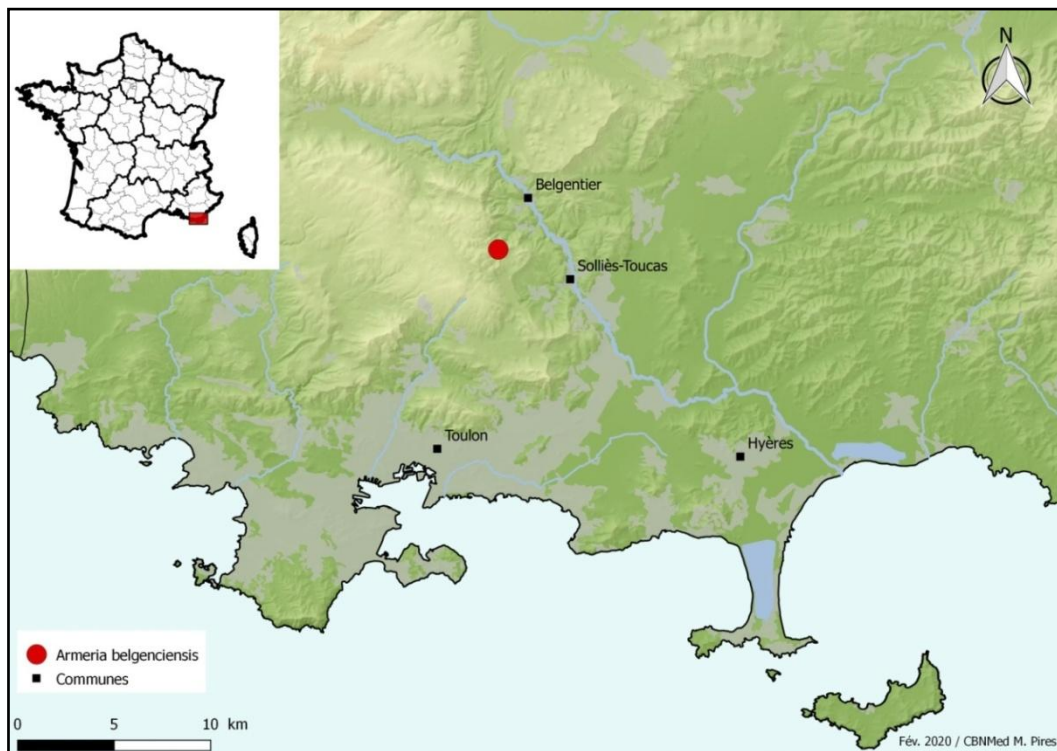 N
Belgentier
Solliès-Toucas
Toulon
Hyères
Armeria belgenciensis
Communes
0 5 10 km
Fév. 2020 / CBNMed M. Pires